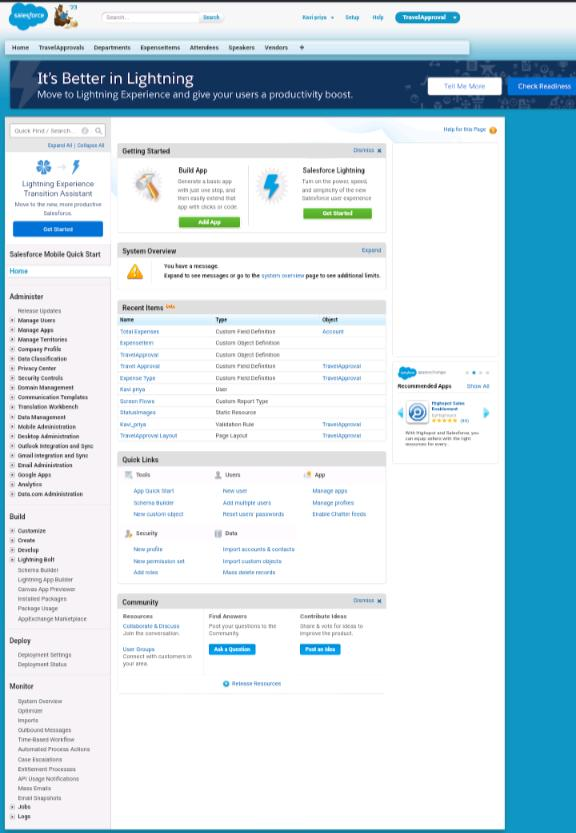 salesforce
Search...
Search
Kavi priya
Setup
Help
TravelApproval
Home TravelApprovals Departments ExpenseItems Attendees Speakers Vendors +
It's Better in Lightning
Move to Lightning Experience and give your users a productivity boost.
Tell Me More
Check Readiness
Quick Find / Search...
Expand All | Collapse All
Lightning Experience
Transition Assistant
Move to the new, more productive
Salesforce.
Get Started
Salesforce Mobile Quick Start
Home
Administer
Release Updates
Manage Users
Manage Apps
Manage Territories
Company Profile
Data Classification
Privacy Center
Security Controls
Domain Management
Communication Templates
Translation Workbench
Data Management
Mobile Administration
Desktop Administration
Outlook Integration and Sync
Gmail Integration and Sync
Email Administration
Google Apps
Analytics
Data.com Administration
Build
Customize
Create
Develop
Lightning Bolt
Schema Builder
Lightning App Builder
Canvas App Previewer
Installed Packages
Package Usage
AppExchange Marketplace
Deploy
Deployment Settings
Deployment Status
Monitor
System Overview
Optimizer
Imports
Outbound Messages
Time-Based Workflow
Automated Process Actions
Case Escalations
Entitlement Processes
API Usage Notifications
Mass Emails
Email Snapshots
Jobs
Logs
Help for this Page
Getting Started
Dismiss
Build App
Generate a basic app
with just one step, and
then easily extend that
app with clicks or code.
Add App
Salesforce Lightning
Turn on the power, speed,
and simplicity of the new
Salesforce user experience
Get Started
System Overview
Expand
You have a message.
Expand to see messages or go to the system overview page to see additional limits.
Recent Items
Name Type Object
Total Expenses Custom Field Definition Account
ExpenseItem Custom Object Definition
TravelApproval Custom Object Definition
Travel Approval Custom Field Definition TravelApproval
Expense Type Custom Field Definition TravelApproval
Kavi priya User
Screen Flows Custom Report Type
StatusImages Static Resource
Kavi_priya Validation Rule TravelApproval
TravelApproval Layout Page Layout TravelApproval
Quick Links
Tools
App Quick Start
Schema Builder
New custom object
Users
New user
Add multiple users
Reset users' passwords
App
Manage apps
Manage profiles
Enable Chatter feeds
Security
New profile
New permission set
Add roles
Data
Import accounts & contacts
Import custom objects
Mass delete records
Community
Dismiss
Resources
Collaborate & Discuss
Join the conversation.
User Groups
Connect with customers in
your area.
Find Answers
Post your questions to the
Community.
Ask a Question
Contribute Ideas
Share & vote for ideas to
improve the product.
Post an Idea
Release Resources
Recommended Apps
Show All
Highspot Sales
Enablement
With Highspot and Salesforce, you
can equip sellers with the right
resources for every